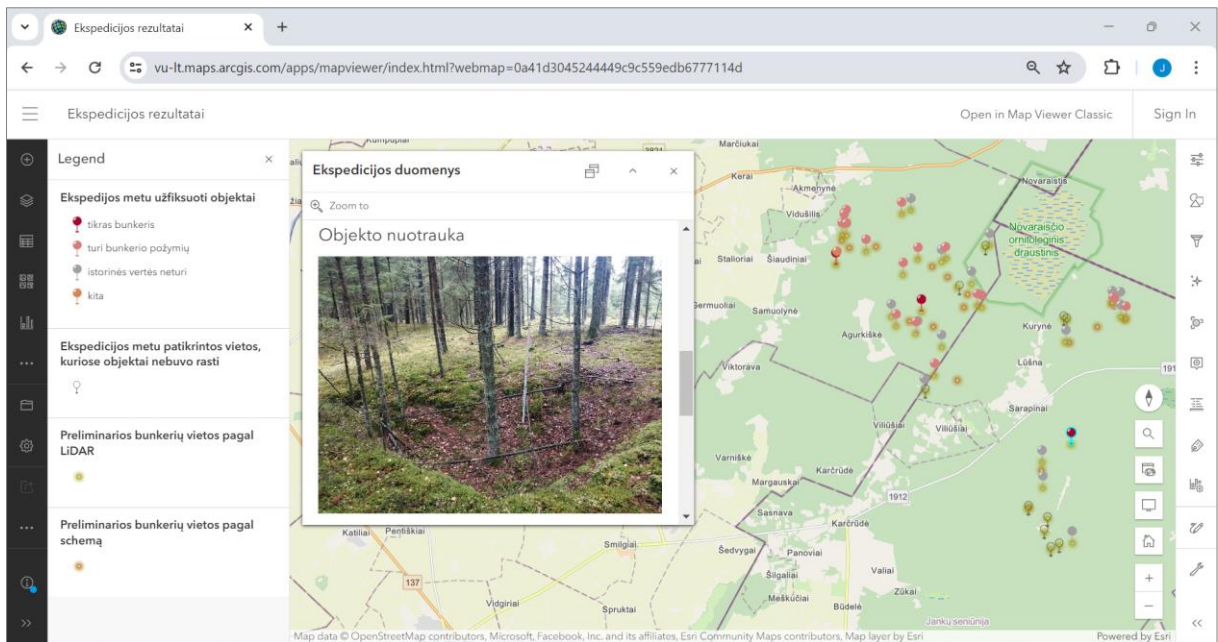 Ekspedicijos rezultatai
vu-lt.maps.arcgis.com/apps/mapviewer/index.html?webmap=0a41d3045244449c9c559edb6777114d
J
Ekspedicijos rezultatai
Open in Map Viewer Classic
Sign In
Legend
Ekspedijos metu užfiksuoti objektai
tikras bunkeris
turi bunkerio požymių
istorinės vertės neturi
kita
Ekspedicijos metu patikrintos vietos,
kuriose objektai nebuvo rasti
Preliminarios bunkerių vietos pagal
LiDAR
Preliminarios bunkerių vietos pagal
schemą
Ekspedicijos duomenys
Zoom to
Objekto nuotrauka
Marčiukai
Kerai
Akmenynė
Vidušilis
Novaraistis
Novaraisčio
ornitologinis
draustinis
Stalioriai
Šiaudiniai
Samuolynė
Agurkiškė
Kurynė
Lūšna
191
Viktorava
Sarapinai
Viliūšiai
Viliūšiai
Varniškė
Karčrūdė
Margauskai
1912
Sasnava
Karčrūdė
Katiliai
Pentiškiai
Smilgiai
Šedvygai
Panoviai
137
Šilgaliai
Valiai
Žūkai
Vidgiriai
Spruktai
Meškučiai
Būdelė
Jankų seniūnija
Map data © OpenStreetMap contributors, Microsoft, Facebook, Inc. and its affiliates, Esri Community Maps contributors, Map layer by Esri
Powered by Esri